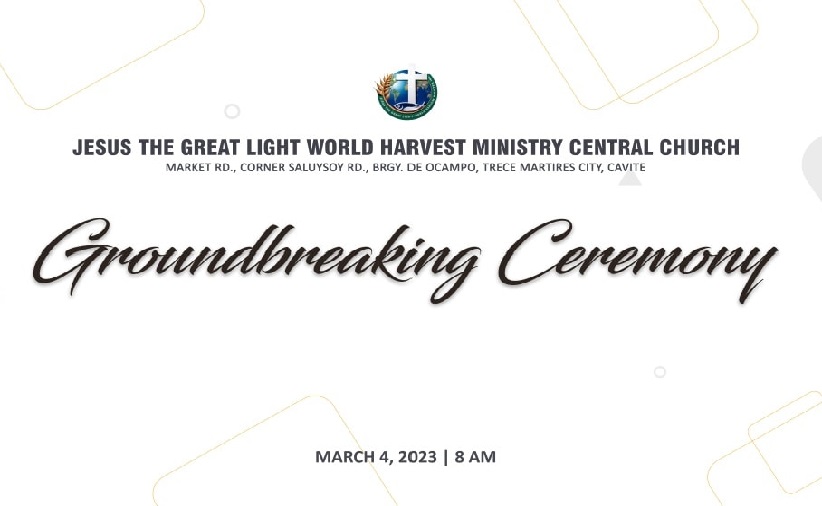 JESUS THE GREAT LIGHT WORLD HARVEST MINISTRY CENTRAL CHURCH
MARKET RD., CORNER SALUYSOY RD., BRGY. DE OCAMPO, TRECE MARTIRES CITY, CAVITE
Groundbreaking Ceremony
MARCH 4, 2023 | 8 AM